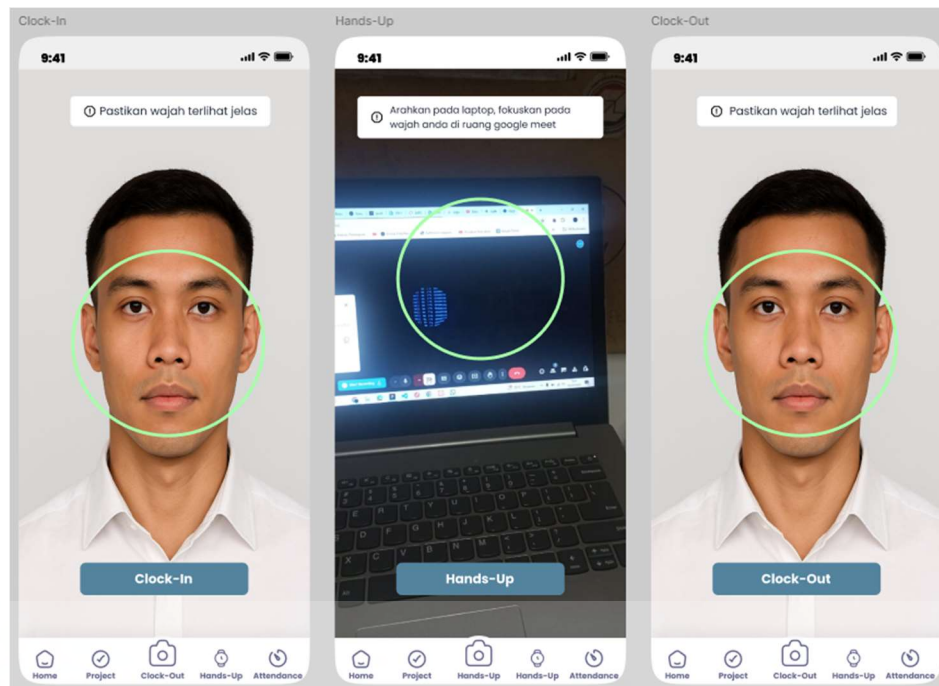 Clock-In
Hands-Up
Clock-Out
9:41
Pastikan wajah terlihat jelas
Clock-In
Home
Project
Clock-Out
Hands-Up
Attendance
9:41
Arahkan pada laptop, fokuskan pada
wajah anda di ruang google meet
Hands-Up
Home
Project
Hands-Up
Hands-Up
Attendance
9:41
Pastikan wajah terlihat jelas
Clock-Out
Home
Project
Clock-Out
Hands-Up
Attendance